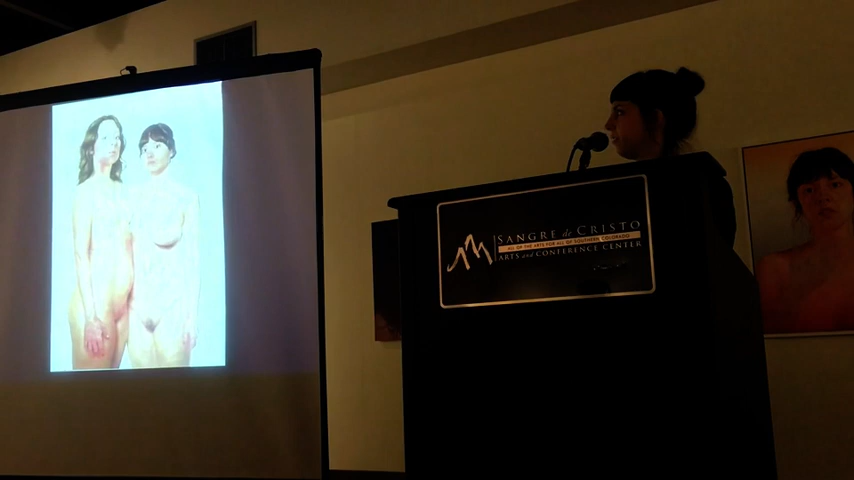 SANGRE de CRISTO
ALL OF THE ARTS FOR ALL OF SOUTHERN COLORADO
ARTS and CONFERENCE CENTER